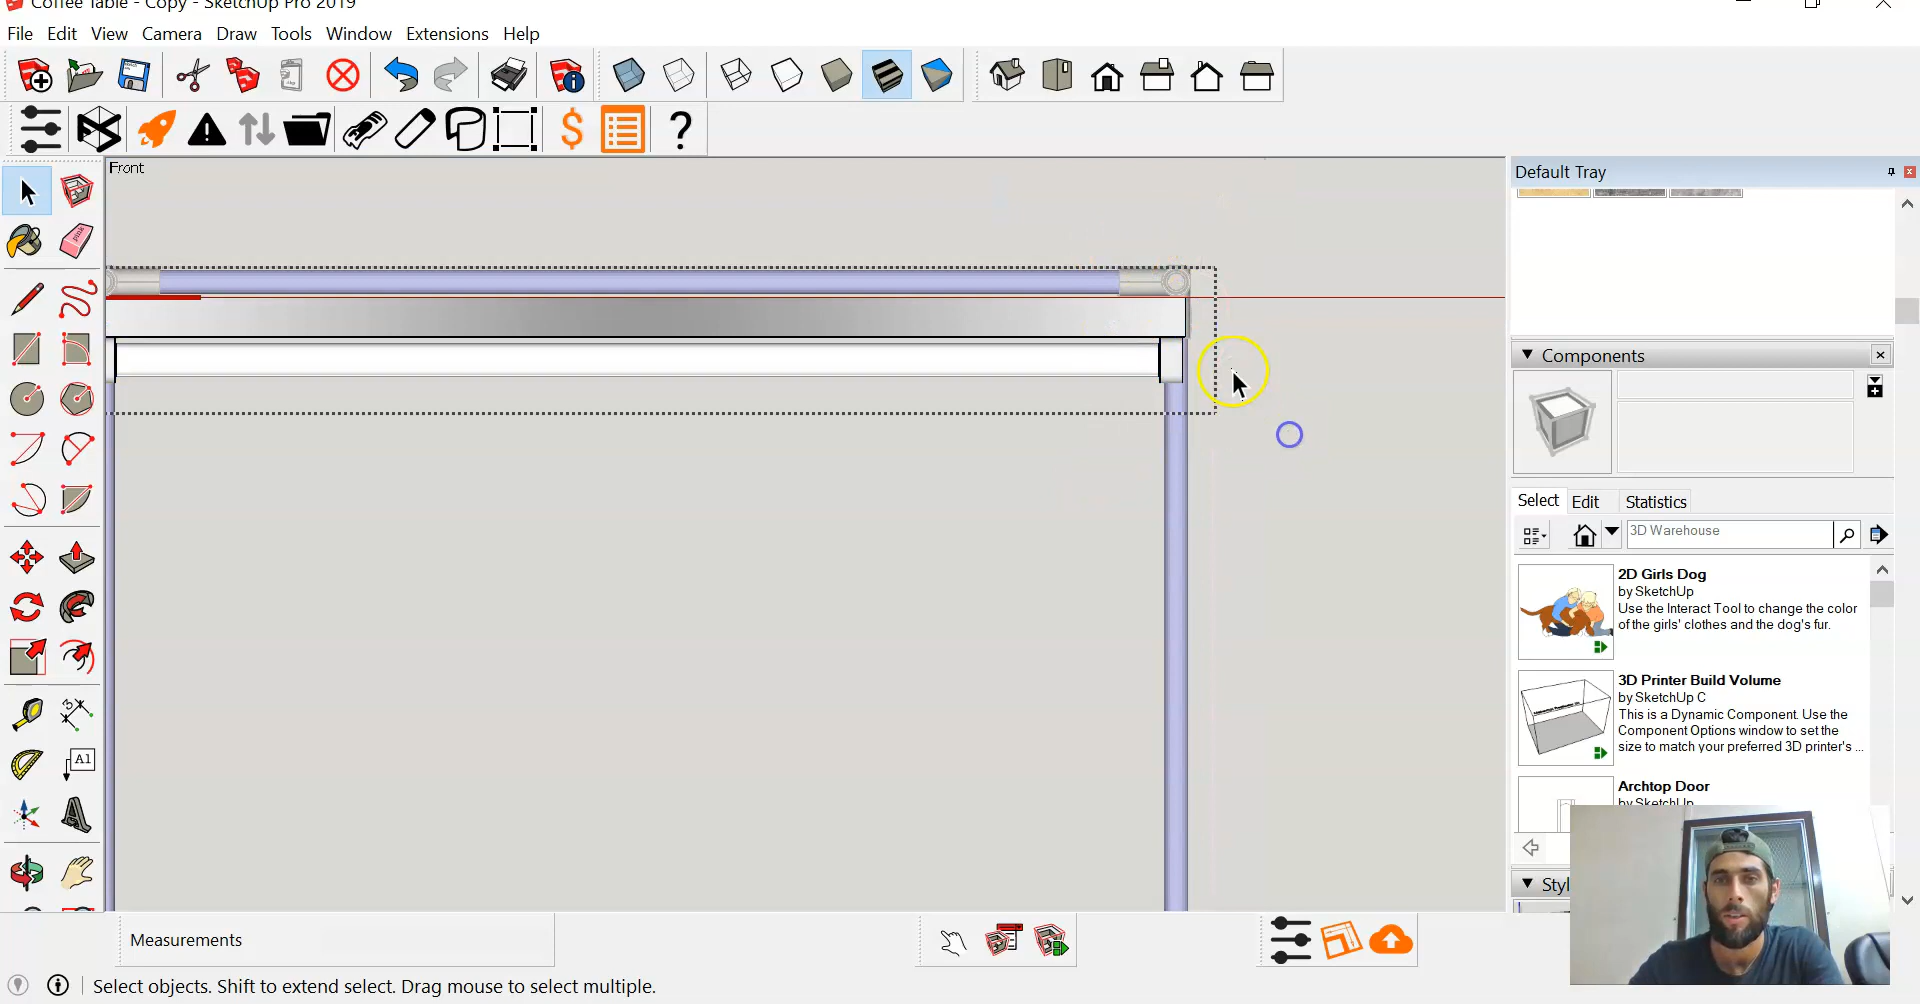 Coffee Table - Copy - SketchUp Pro 2019
File Edit View Camera Draw Tools Window Extensions Help
Front
Default Tray
Components
Select Edit Statistics
3D Warehouse
2D Girls Dog
by SketchUp
Use the Interact Tool to change the color
of the girls' clothes and the dog's fur.
3D Printer Build Volume
by SketchUp C
This is a Dynamic Component. Use the
Component Options window to set the
size to match your preferred 3D printer's ...
Archtop Door
by SketchUp
Styl
A1
Measurements
Select objects. Shift to extend select. Drag mouse to select multiple.